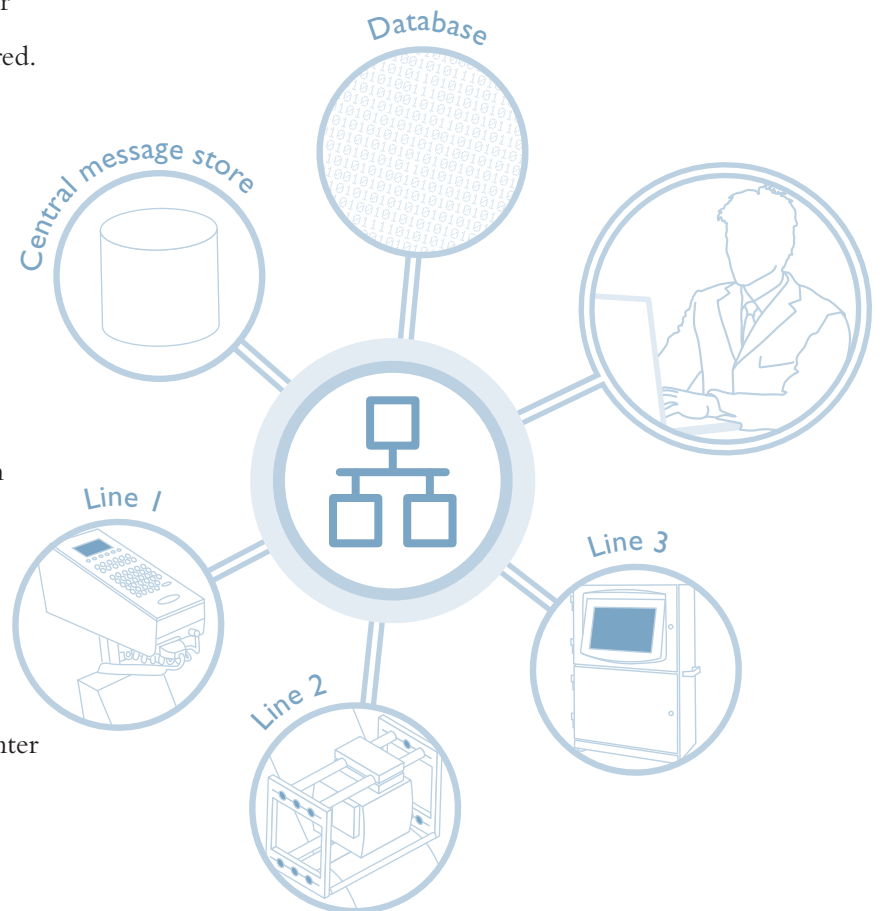 r
red.
Database
Central message store
n
Line 1
Line 3
Line 2
nter